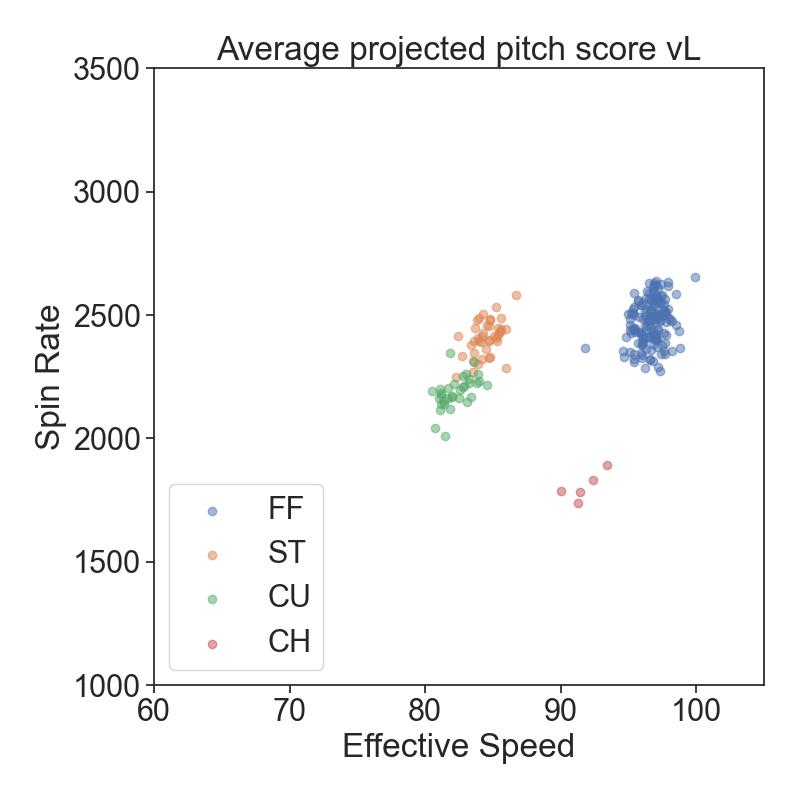 Average projected pitch score vL
3500
3000
2500
2000
1500
1000
Spin Rate
FF
ST
CU
CH
60 70 80 90 100
Effective Speed